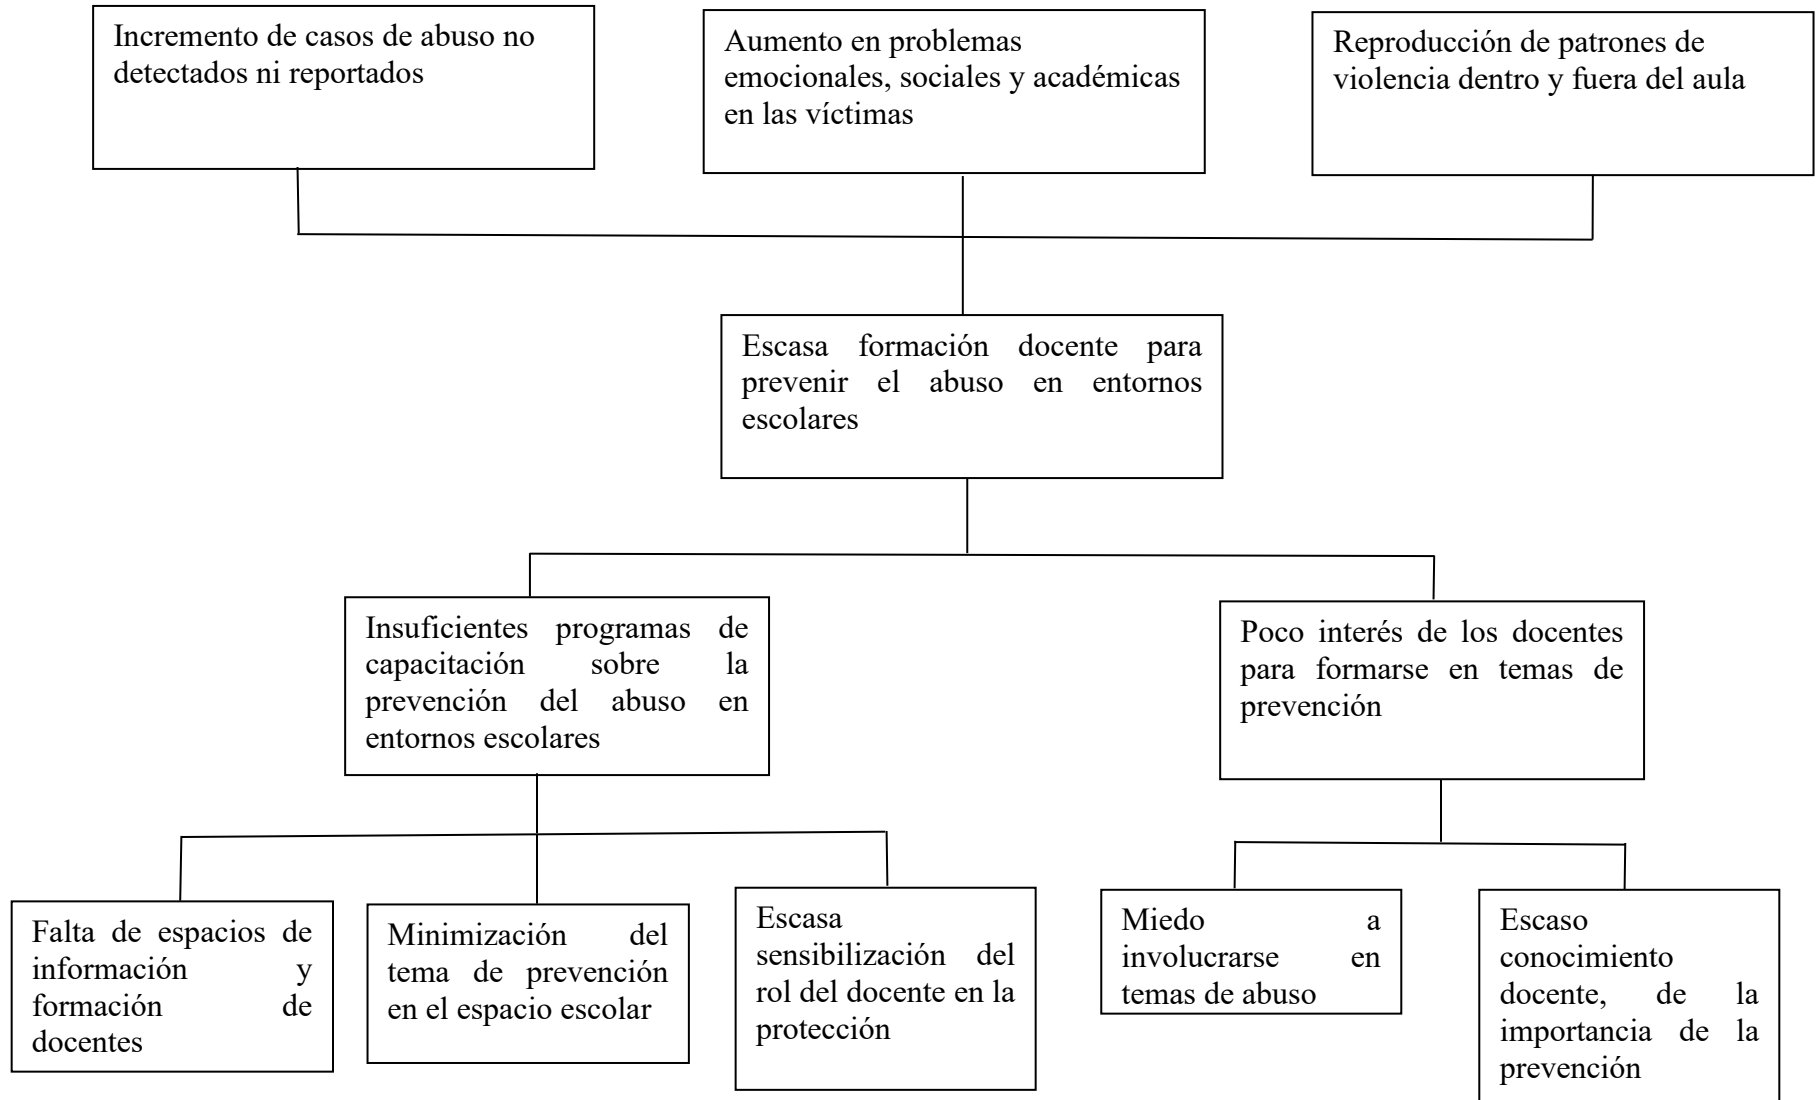 Incremento de casos de abuso no
detectados ni reportados
Aumento en problemas
emocionales, sociales y académicas
en las víctimas
Reproducción de patrones de
violencia dentro y fuera del aula
Escasa formación docente para
prevenir el abuso en entornos
escolares
Insuficientes programas de
capacitación sobre la
prevención del abuso en
entornos escolares
Poco interés de los docentes
para formarse en temas de
prevención
Falta de espacios de
información y
formación de
docentes
Minimización del
tema de prevención
en el espacio escolar
Escasa
sensibilización del
rol del docente en la
protección
Miedo a
involucrarse en
temas de abuso
Escaso
conocimiento
docente, de la
importancia de la
prevención